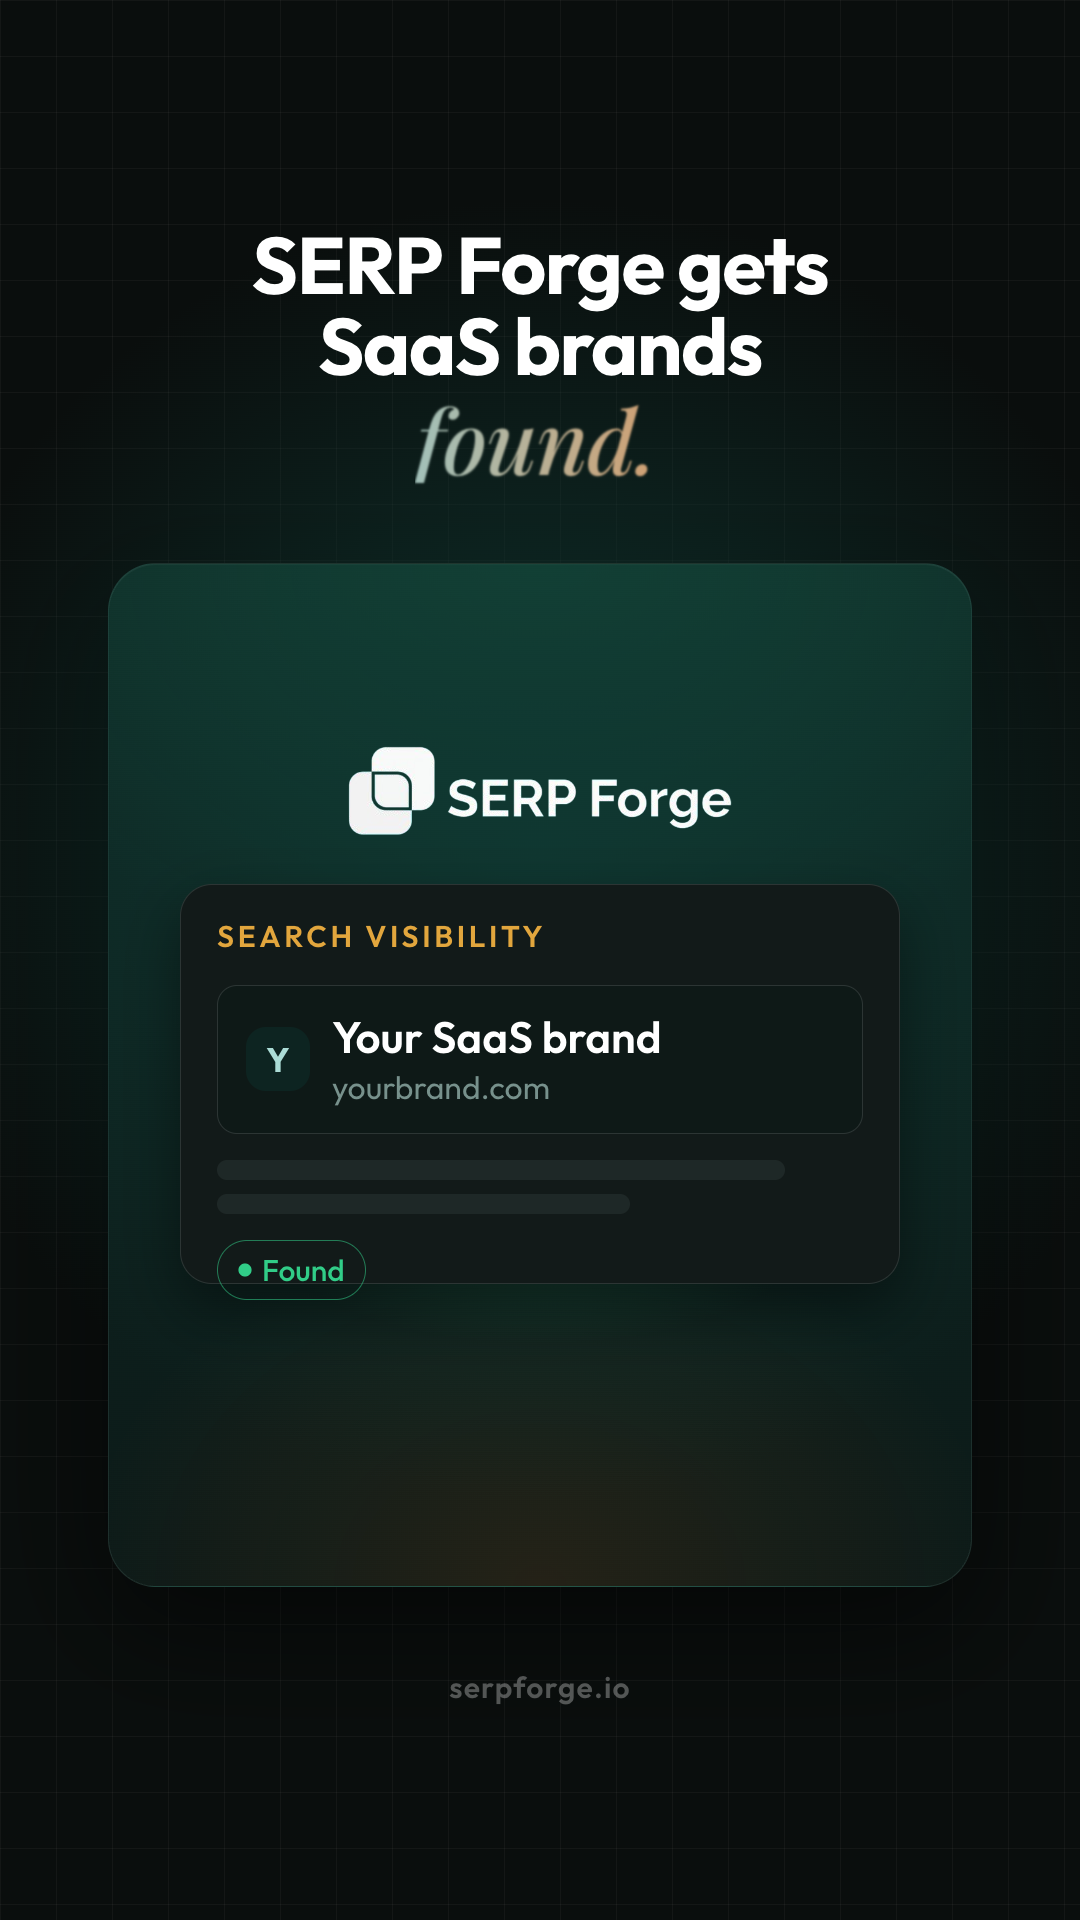 SERP Forge gets
SaaS brands
found.
SERP Forge
SEARCH VISIBILITY
Y
Your SaaS brand
yourbrand.com
Found
serpforge.io